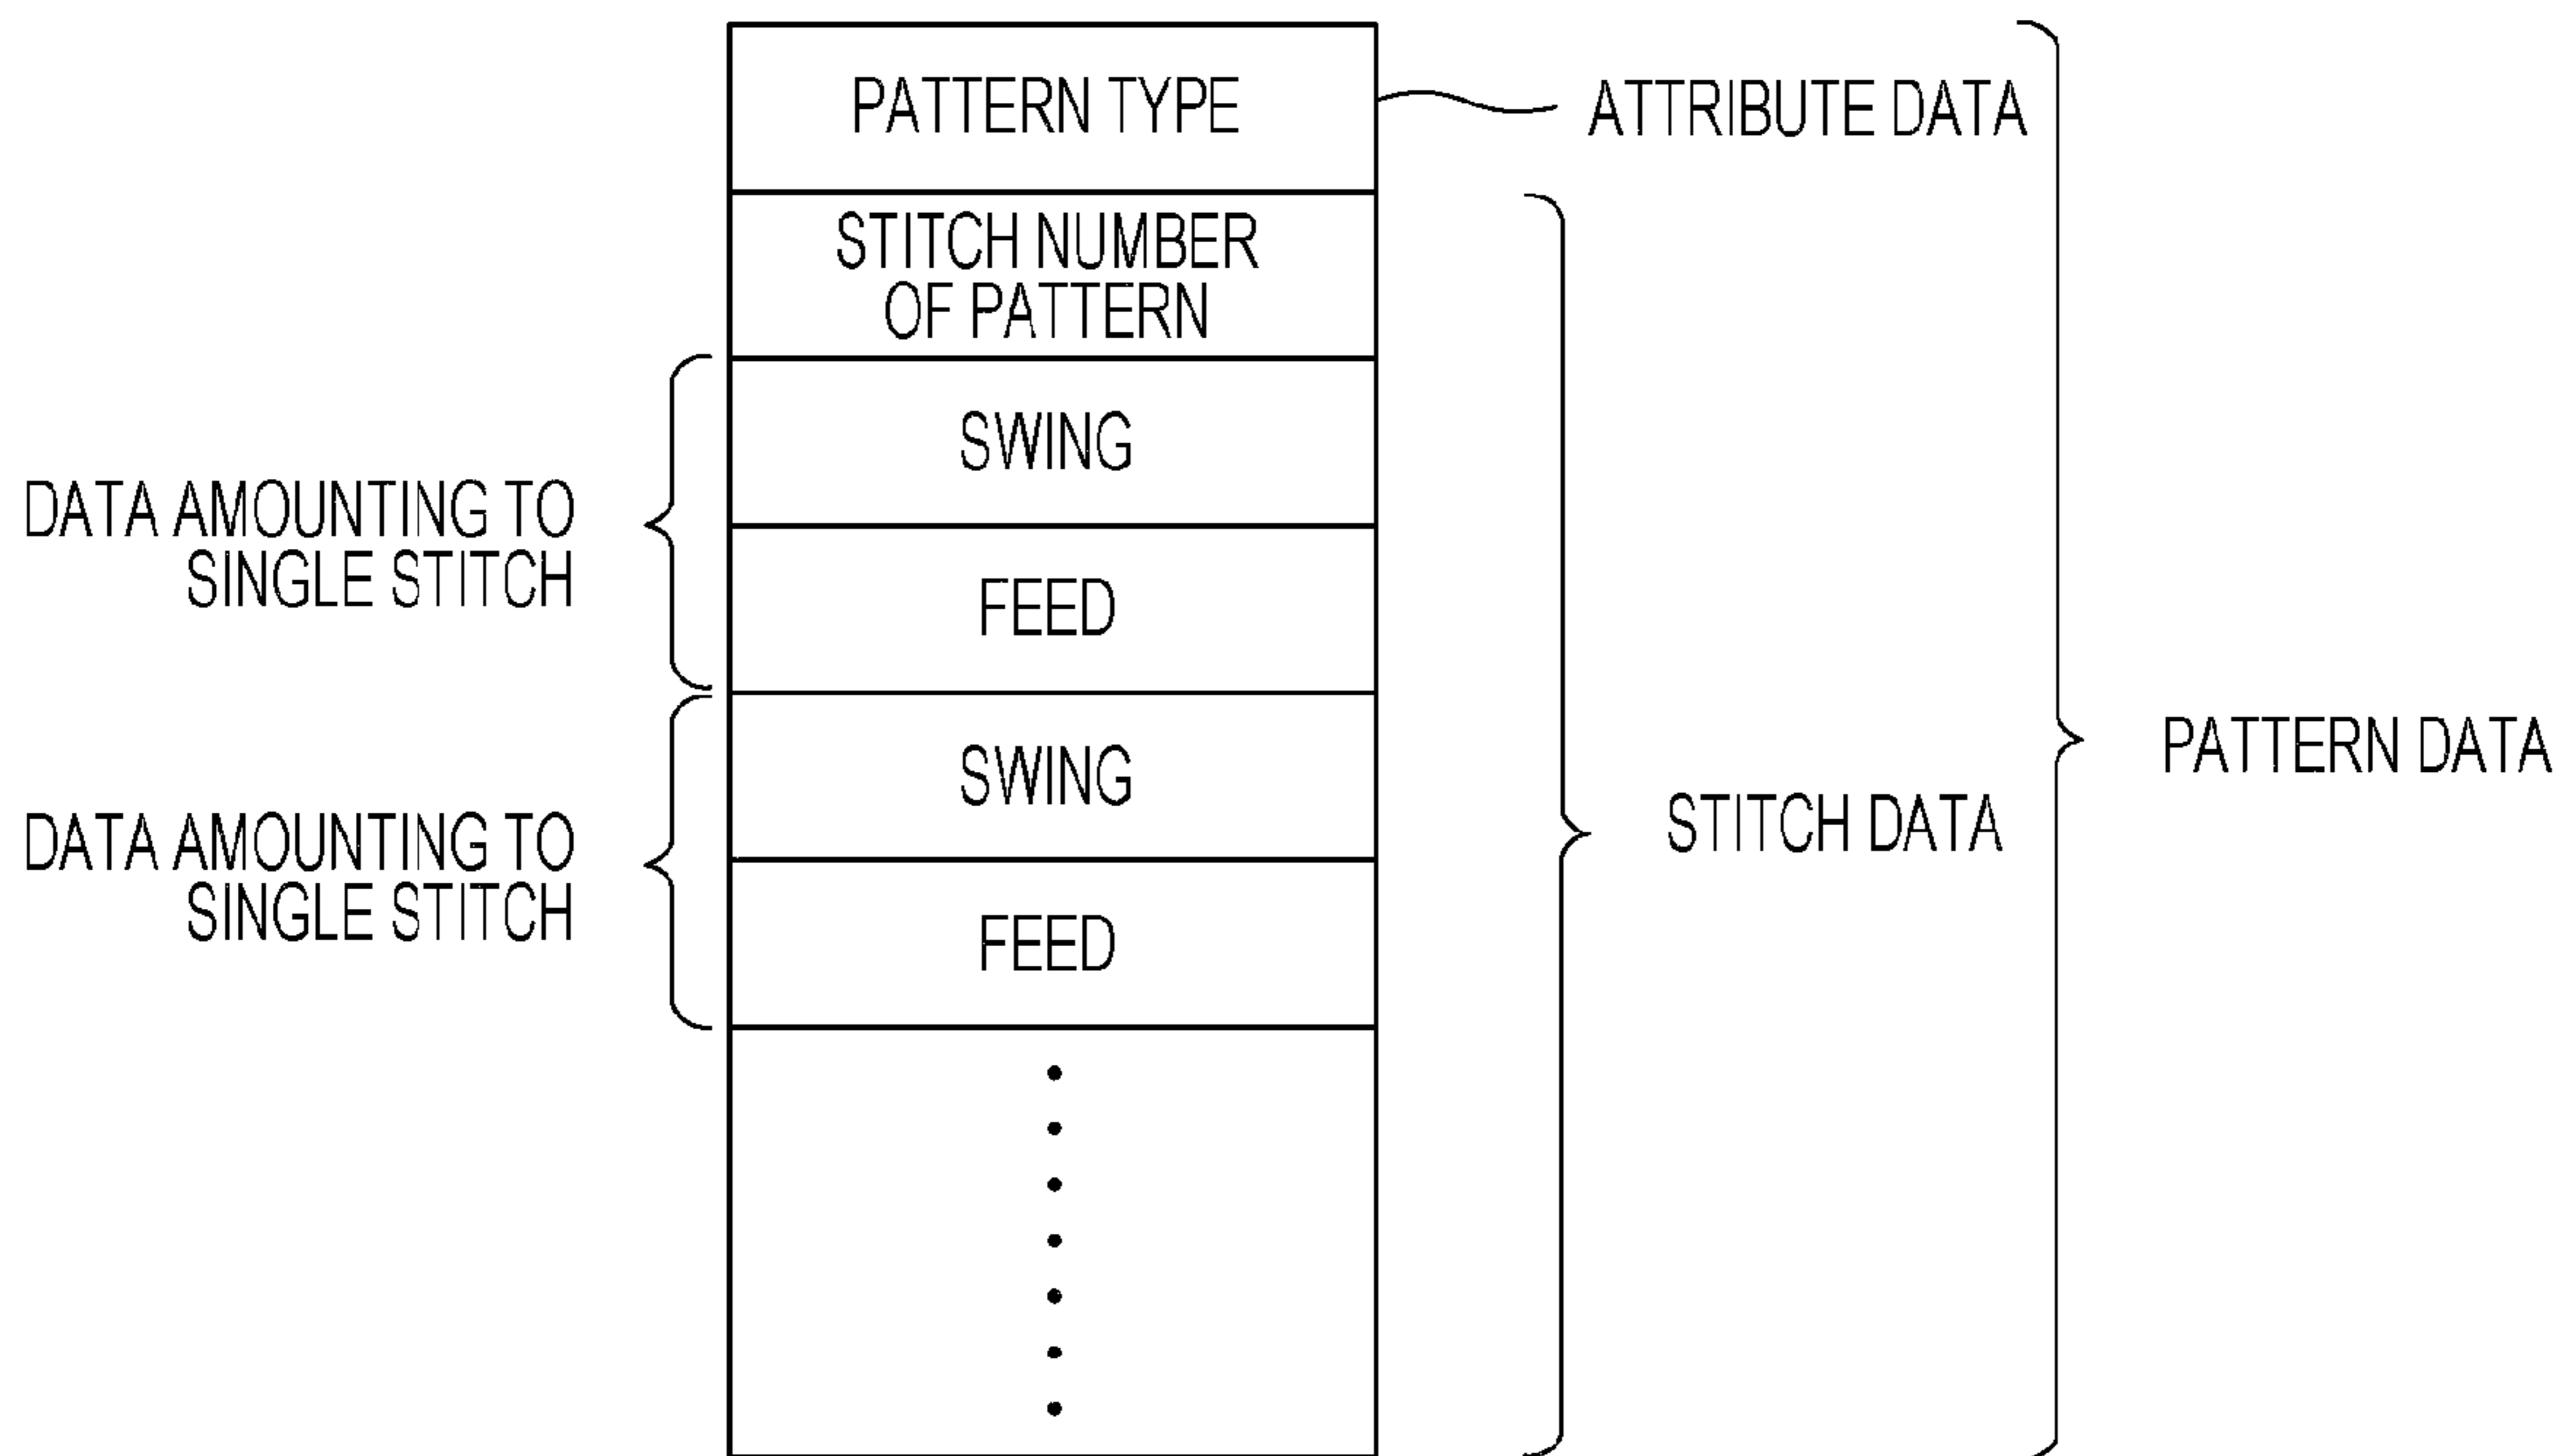 PATTERN TYPE
ATTRIBUTE DATA
STITCH NUMBER
OF PATTERN
SWING
DATA AMOUNTING TO
SINGLE STITCH
FEED
SWING
PATTERN DATA
STITCH DATA
DATA AMOUNTING TO
SINGLE STITCH
FEED